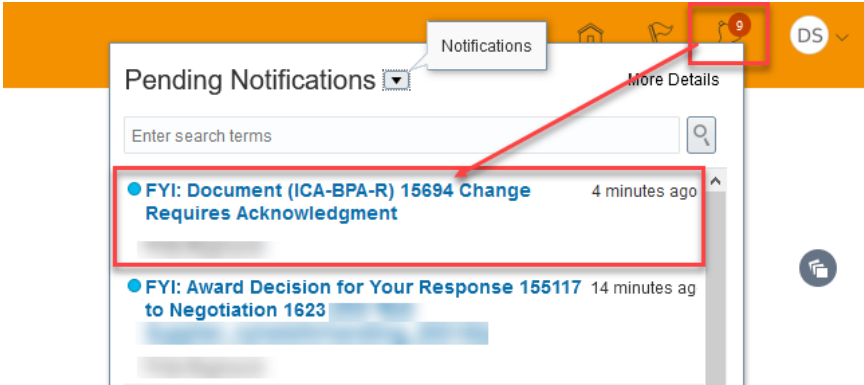 9
DS
Notifications
Pending Notifications
More Details
Enter search terms
FYI: Document (ICA-BPA-R) 15694 Change 4 minutes ago
Requires Acknowledgment
FYI: Award Decision for Your Response 155117 14 minutes ag
to Negotiation 1623